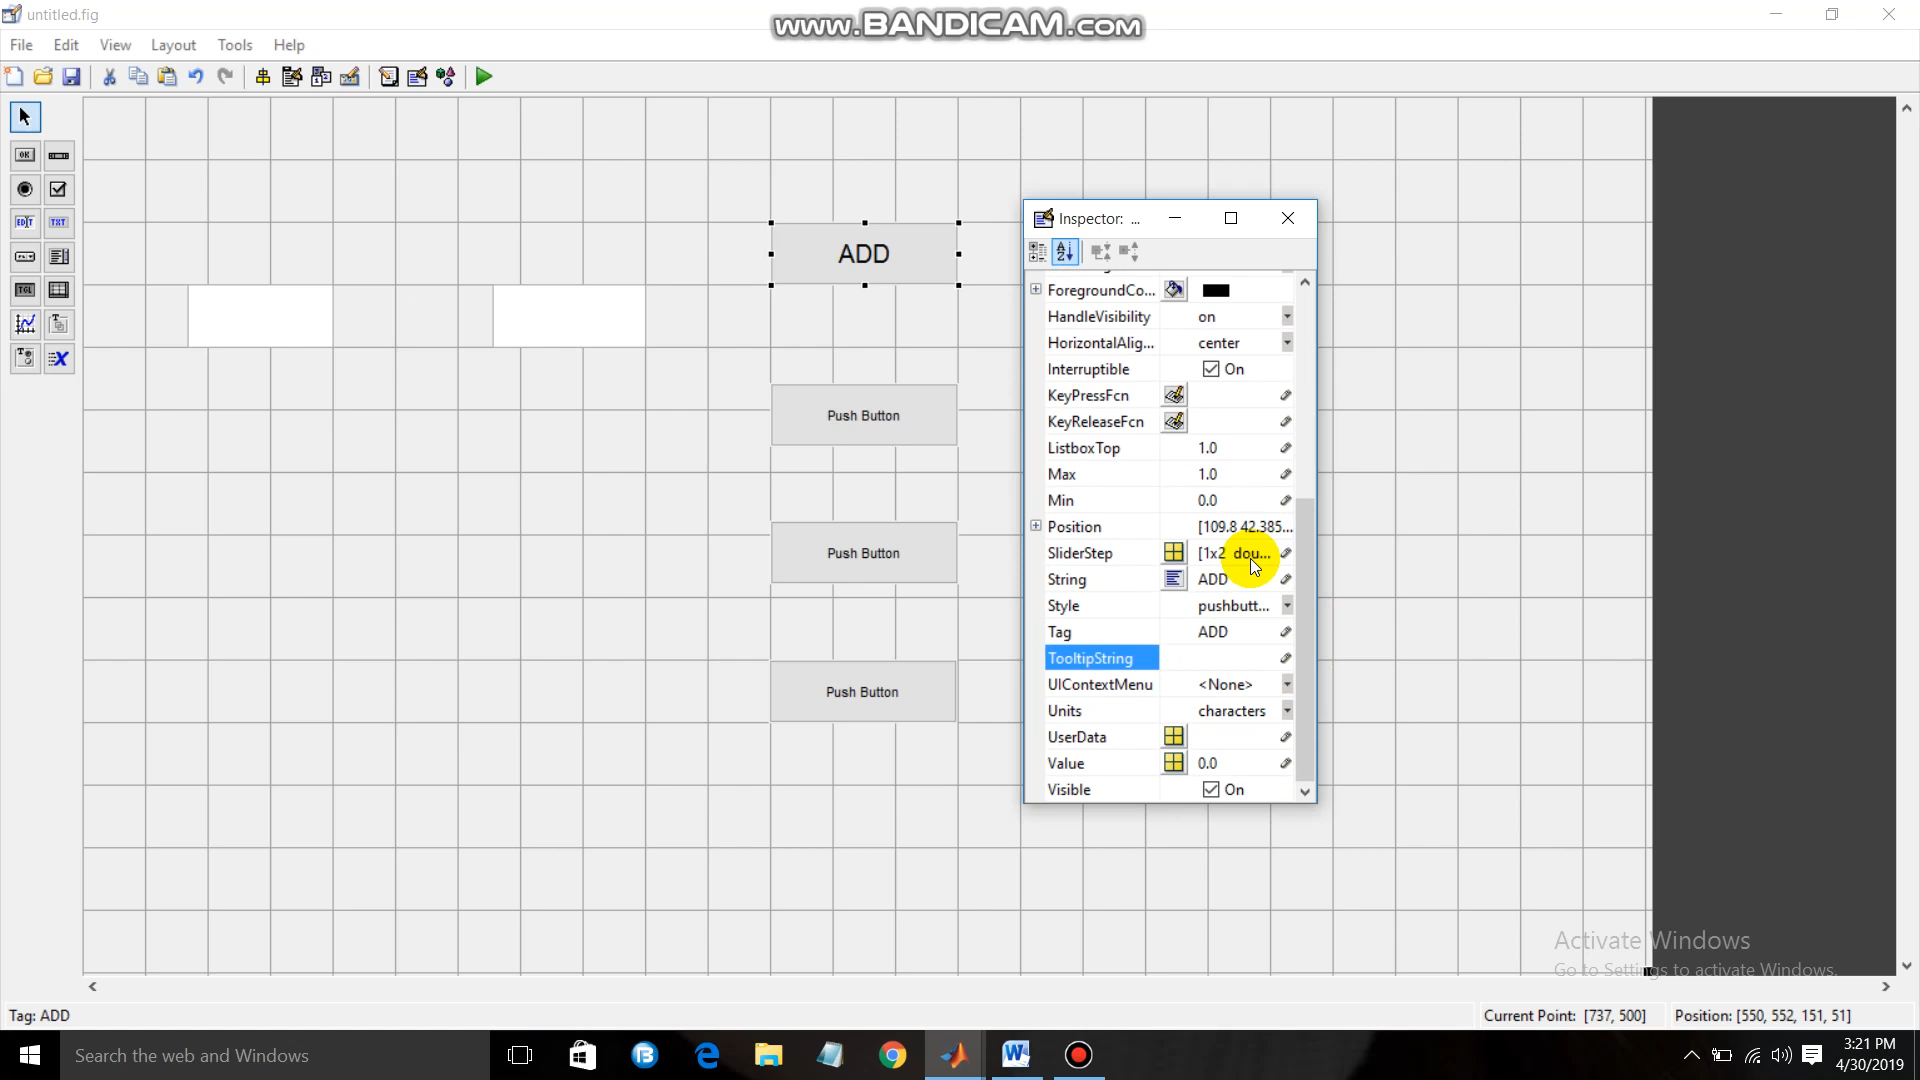 untitled.fig
www.BANDICAM.com
File Edit View Layout Tools Help
OK
EDIT TXT
TGL
ADD
Push Button
Push Button
Push Button
Inspector: ...
ForegroundCo...
HandleVisibility on
HorizontalAlig... center
Interruptible On
KeyPressFcn
KeyReleaseFcn
ListboxTop 1.0
Max 1.0
Min 0.0
Position [109.8 42.385...
SliderStep [1x2 dou...
String ADD
Style pushbutt...
Tag ADD
TooltipString
UIContextMenu <None>
Units characters
UserData
Value 0.0
Visible On
Activate Windows
Go to Settings to activate Windows.
Tag: ADD
Current Point: [737, 500]
Position: [550, 552, 151, 51]
Search the web and Windows
3:21 PM
4/30/2019